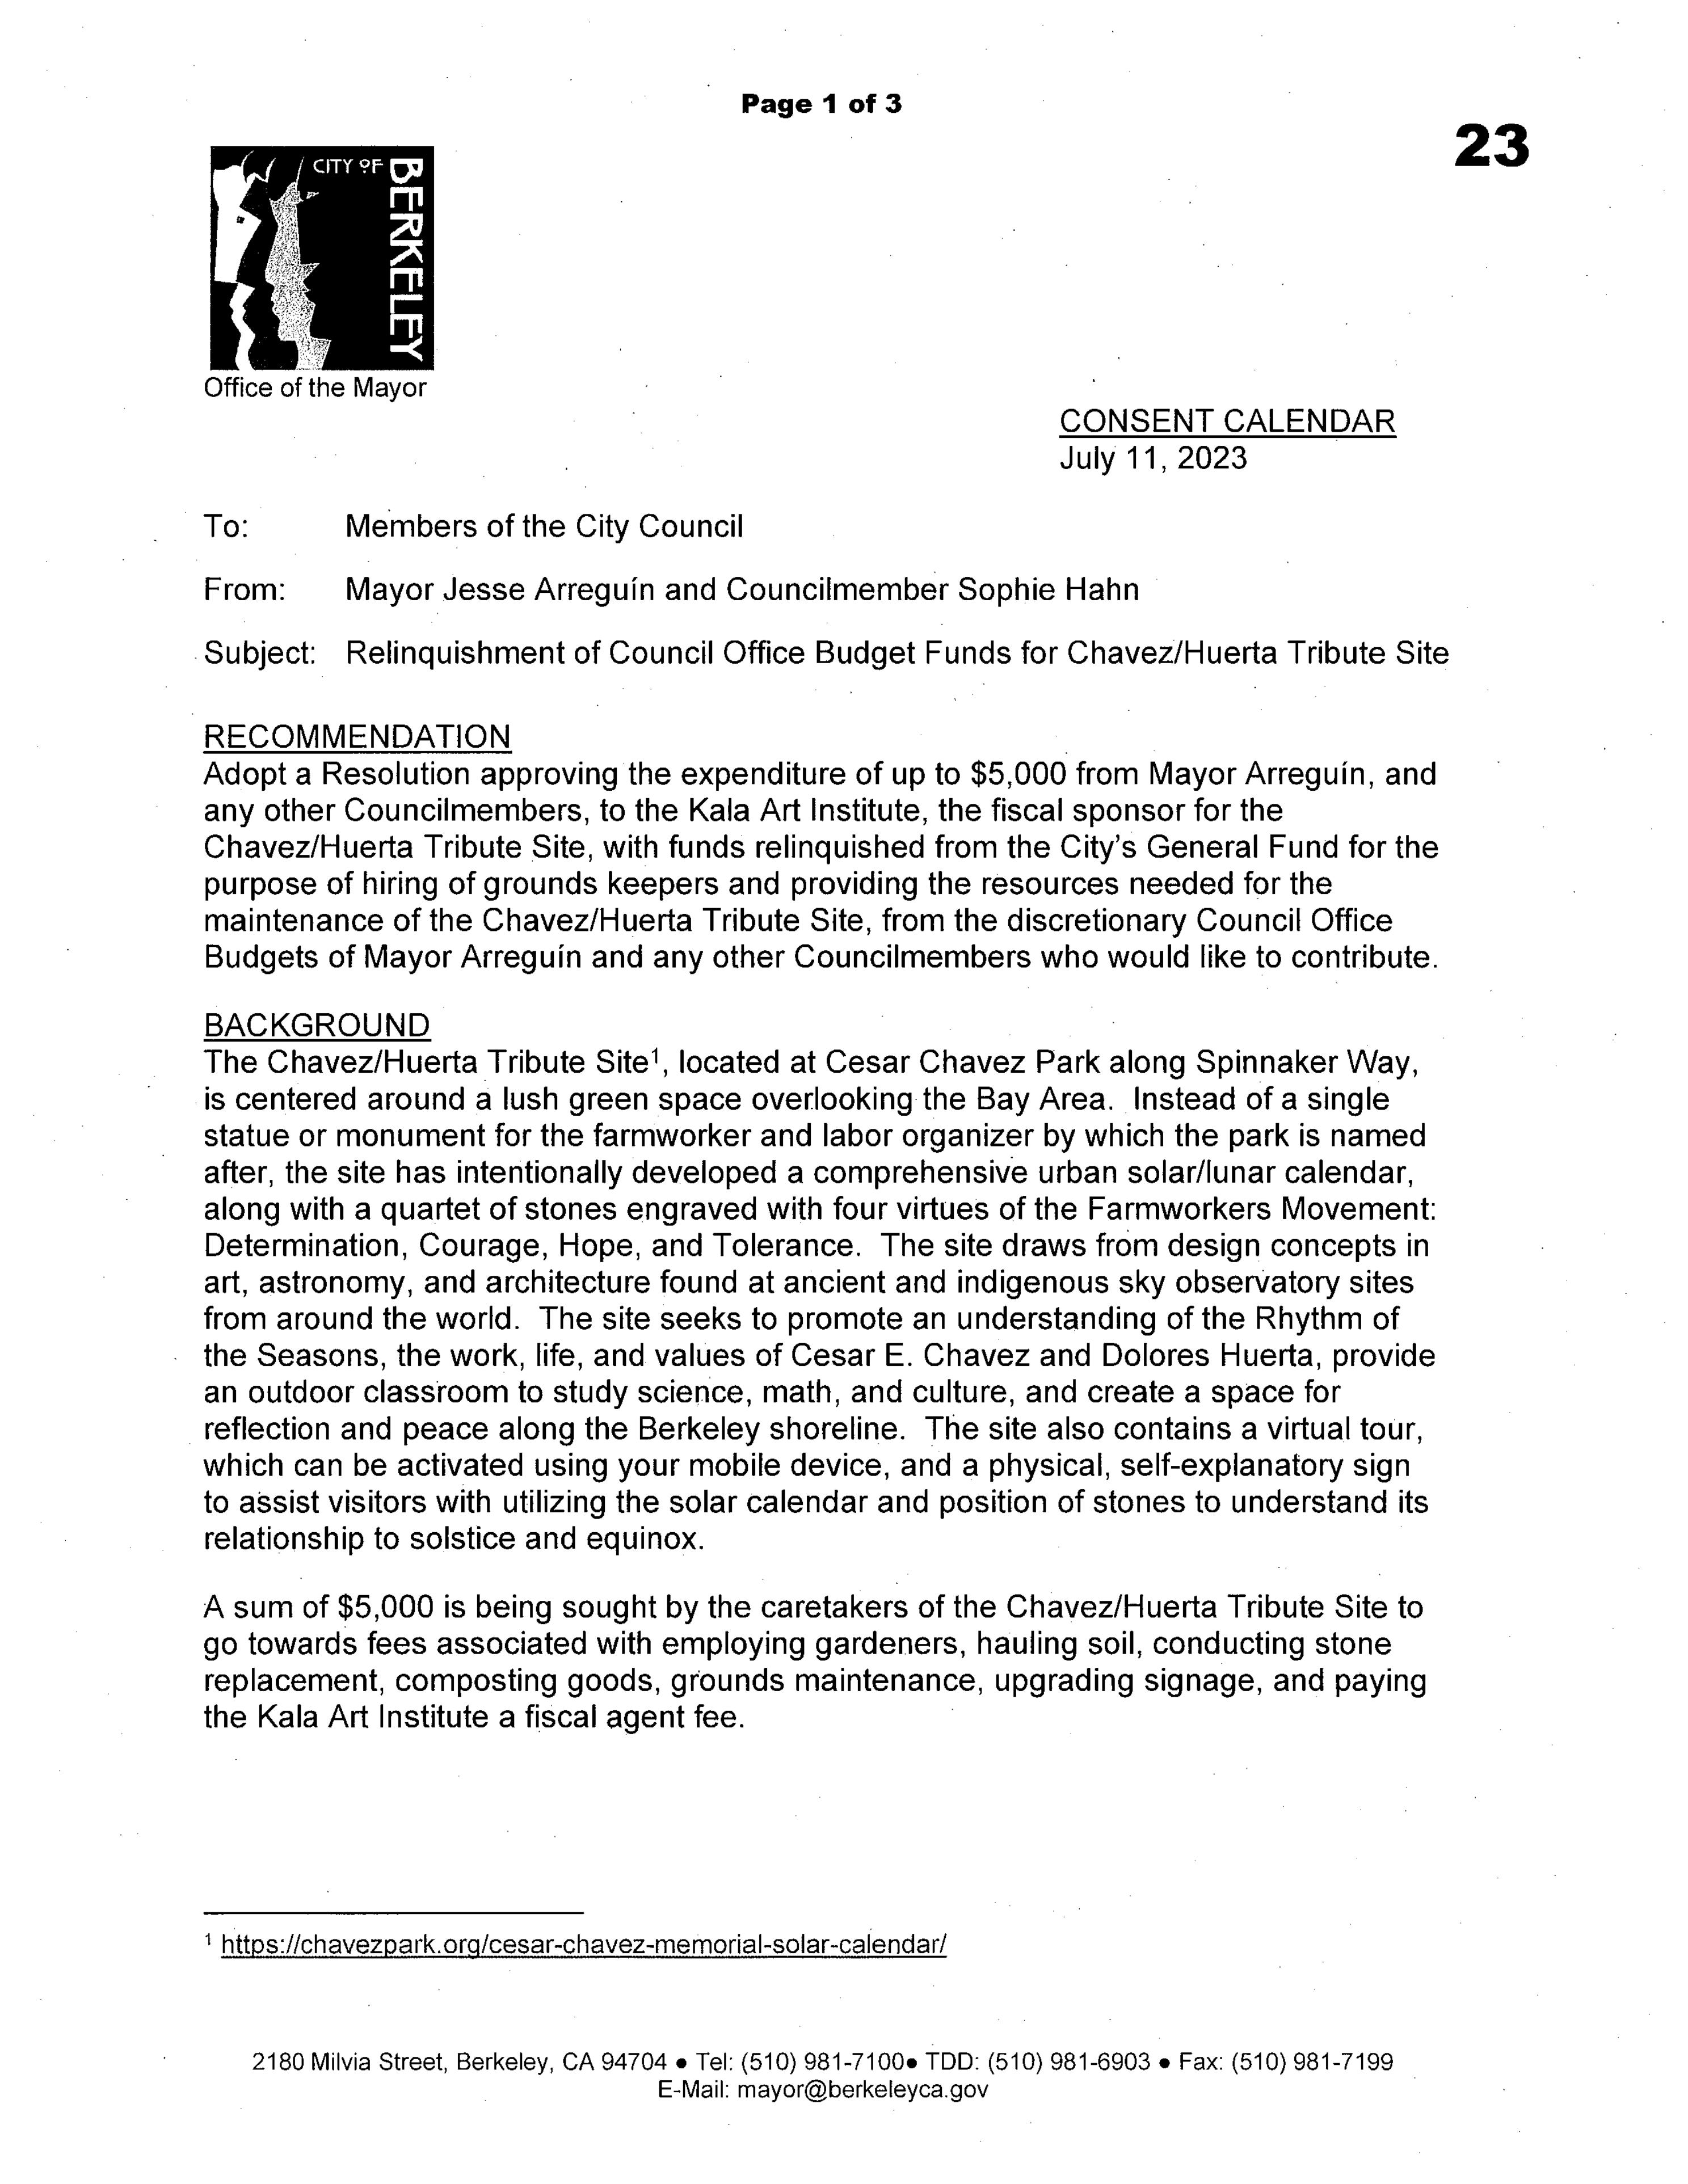 Page 1 of 3
23
CITY OF BERKELEY
Office of the Mayor
CONSENT CALENDAR
July 11, 2023
To: Members of the City Council
From: Mayor Jesse Arreguín and Councilmember Sophie Hahn
Subject: Relinquishment of Council Office Budget Funds for Chavez/Huerta Tribute Site
RECOMMENDATION
Adopt a Resolution approving the expenditure of up to $5,000 from Mayor Arreguín, and
any other Councilmembers, to the Kala Art Institute, the fiscal sponsor for the
Chavez/Huerta Tribute Site, with funds relinquished from the City's General Fund for the
purpose of hiring of grounds keepers and providing the resources needed for the
maintenance of the Chavez/Huerta Tribute Site, from the discretionary Council Office
Budgets of Mayor Arreguín and any other Councilmembers who would like to contribute.
BACKGROUND
The Chavez/Huerta Tribute Site¹, located at Cesar Chavez Park along Spinnaker Way,
is centered around a lush green space overlooking the Bay Area. Instead of a single
statue or monument for the farmworker and labor organizer by which the park is named
after, the site has intentionally developed a comprehensive urban solar/lunar calendar,
along with a quartet of stones engraved with four virtues of the Farmworkers Movement:
Determination, Courage, Hope, and Tolerance. The site draws from design concepts in
art, astronomy, and architecture found at ancient and indigenous sky observatory sites
from around the world. The site seeks to promote an understanding of the Rhythm of
the Seasons, the work, life, and values of Cesar E. Chavez and Dolores Huerta, provide
an outdoor classroom to study science, math, and culture, and create a space for
reflection and peace along the Berkeley shoreline. The site also contains a virtual tour,
which can be activated using your mobile device, and a physical, self-explanatory sign
to assist visitors with utilizing the solar calendar and position of stones to understand its
relationship to solstice and equinox.
A sum of $5,000 is being sought by the caretakers of the Chavez/Huerta Tribute Site to
go towards fees associated with employing gardeners, hauling soil, conducting stone
replacement, composting goods, grounds maintenance, upgrading signage, and paying
the Kala Art Institute a fiscal agent fee.
¹ https://chavezpark.org/cesar-chavez-memorial-solar-calendar/
2180 Milvia Street, Berkeley, CA 94704 ● Tel: (510) 981-7100● TDD: (510) 981-6903 ● Fax: (510) 981-7199
E-Mail: mayor@berkeleyca.gov